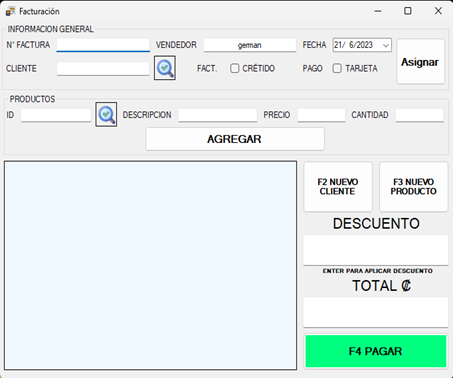 Facturación
INFORMACION GENERAL
N° FACTURA VENDEDOR german FECHA 21/ 6/2023
CLIENTE FACT. CRÉTIDO PAGO TARJETA Asignar
PRODUCTOS
ID DESCRIPCION PRECIO CANTIDAD
AGREGAR
F2 NUEVO
CLIENTE
F3 NUEVO
PRODUCTO
DESCUENTO
ENTER PARA APLICAR DESCUENTO
TOTAL ₡
F4 PAGAR